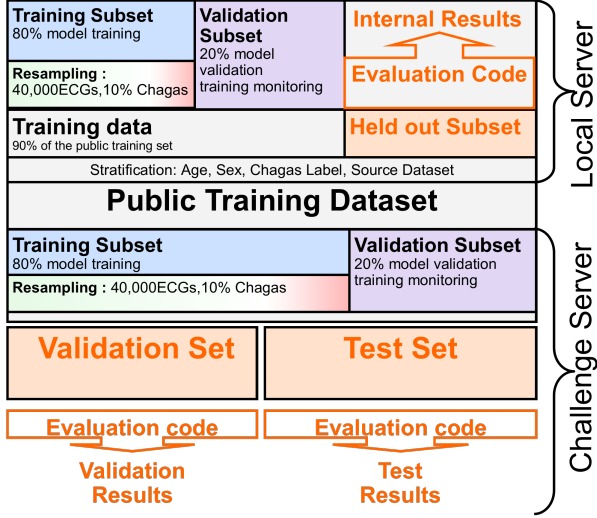 Training Subset
80% model training
Resampling :
40,000ECGs,10% Chagas
Validation
Subset
20% model
validation
training monitoring
Internal Results
Evaluation Code
Training data
90% of the public training set
Held out Subset
Stratification: Age, Sex, Chagas Label, Source Dataset
Local Server
Public Training Dataset
Training Subset
80% model training
Resampling : 40,000ECGs,10% Chagas
Validation Subset
20% model validation
training monitoring
Validation Set
Test Set
Evaluation code
Evaluation code
Validation
Results
Test
Results
Challenge Server